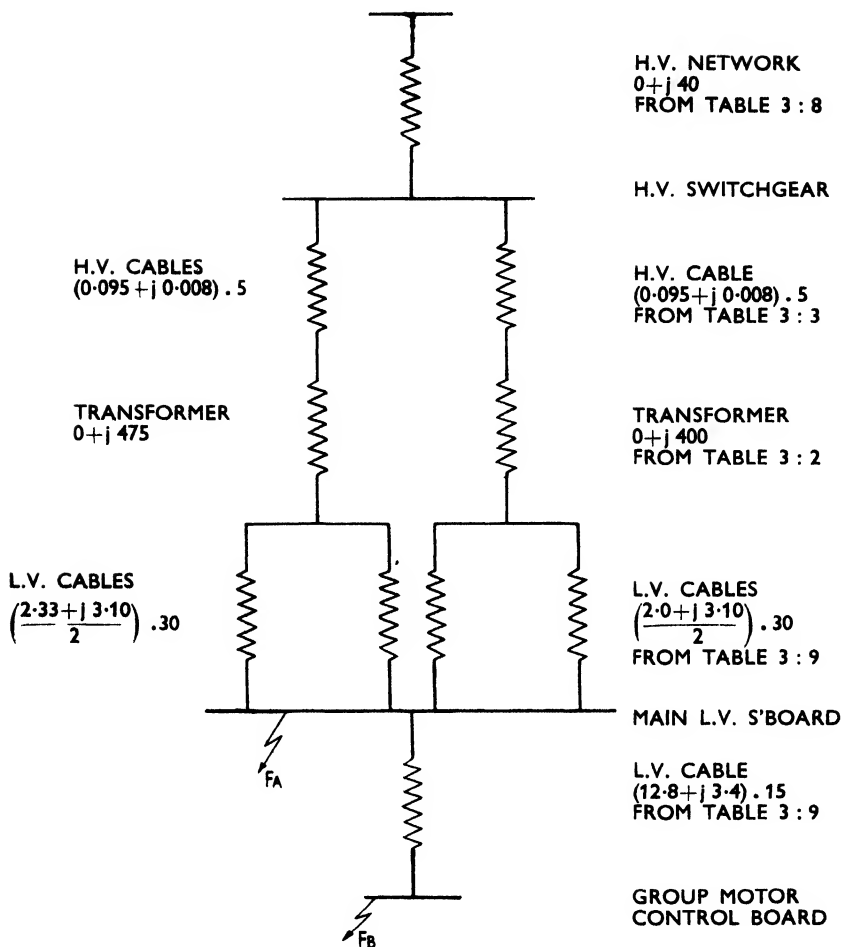 H.V. NETWORK
0+j 40
FROM TABLE 3 : 8
H.V. SWITCHGEAR
H.V. CABLES
(0·095+j 0·008) . 5
H.V. CABLE
(0·095+j 0·008) . 5
FROM TABLE 3 : 3
TRANSFORMER
0+j 475
TRANSFORMER
0+j 400
FROM TABLE 3 : 2
L.V. CABLES
(2·33+j 3·10
2) .30
L.V. CABLES
(2·0+j 3·10
2) . 30
FROM TABLE 3 : 9
MAIN L.V. S'BOARD
FA
L.V. CABLE
(12·8+j 3·4) . 15
FROM TABLE 3 : 9
GROUP MOTOR
CONTROL BOARD
FB